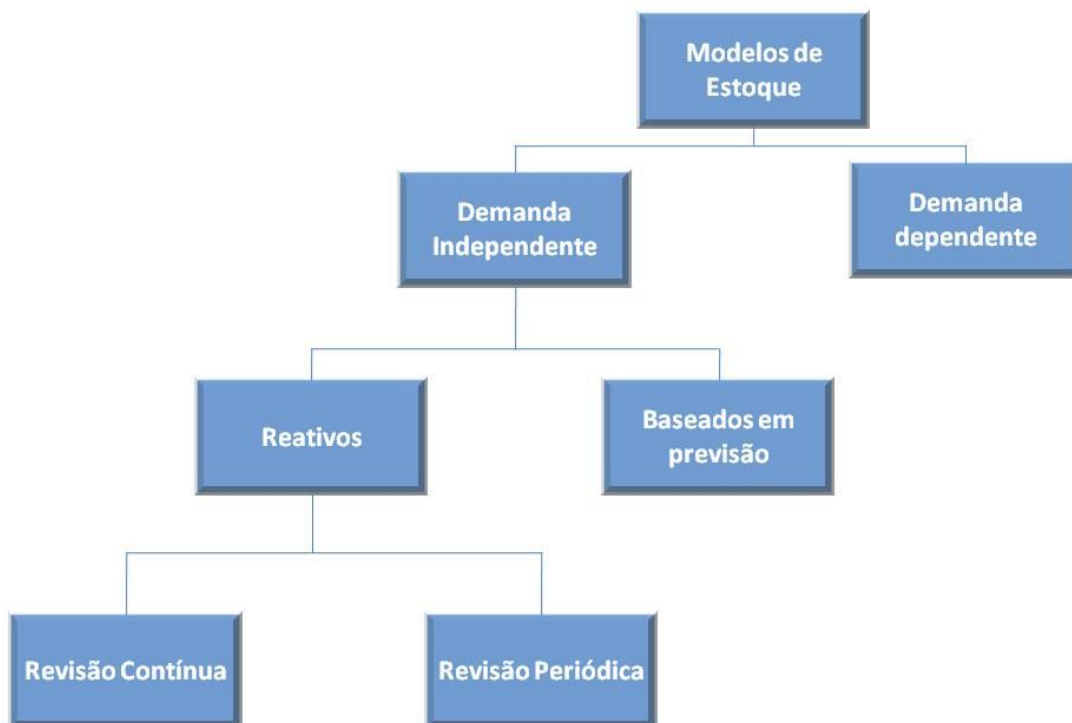 Modelos de
Estoque
Demanda
Independente
Demanda
dependente
Reativos
Baseados em
previsão
Revisão Contínua
Revisão Periódica